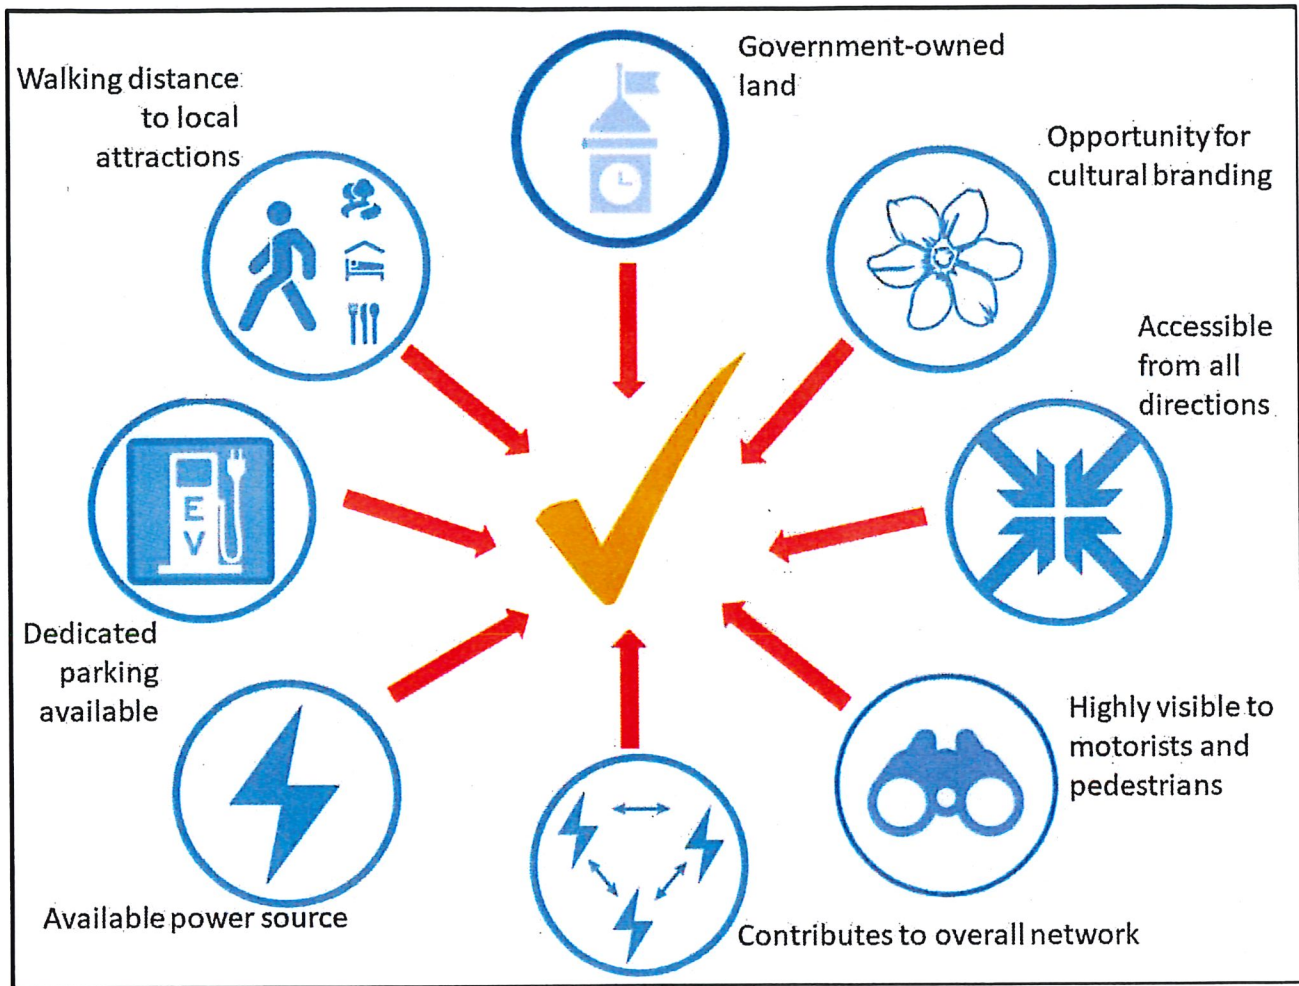 Government-owned
land
Walking distance
to local
attractions
Opportunity for
cultural branding
Accessible
from all
directions
E
V
Dedicated
parking
available
Highly visible to
motorists and
pedestrians
Available power source
Contributes to overall network